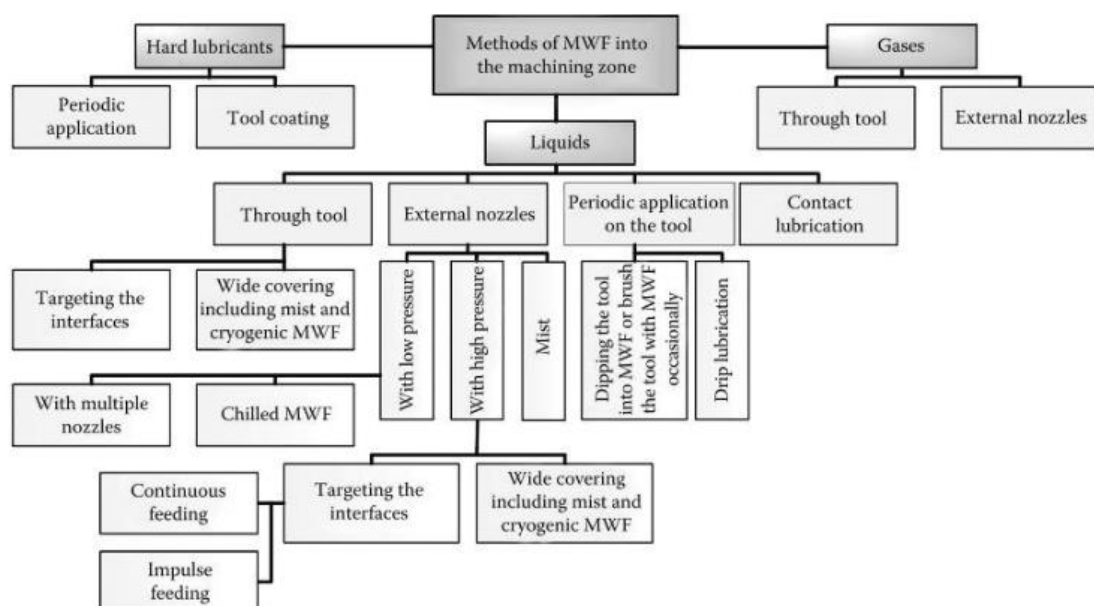 Hard lubricants
Methods of MWF into
the machining zone
Gases
Periodic
application
Tool coating
Through tool
External nozzles
Liquids
Through tool
External nozzles
Periodic application
on the tool
Contact
lubrication
Targeting the
interfaces
Wide covering
including mist and
cryogenic MWF
With low pressure
With high pressure
Mist
Dipping the tool
into MWF or brush
the tool with MWF
occasionally
Drip lubrication
With multiple
nozzles
Chilled MWF
Continuous
feeding
Targeting the
interfaces
Wide covering
including mist and
cryogenic MWF
Impulse
feeding